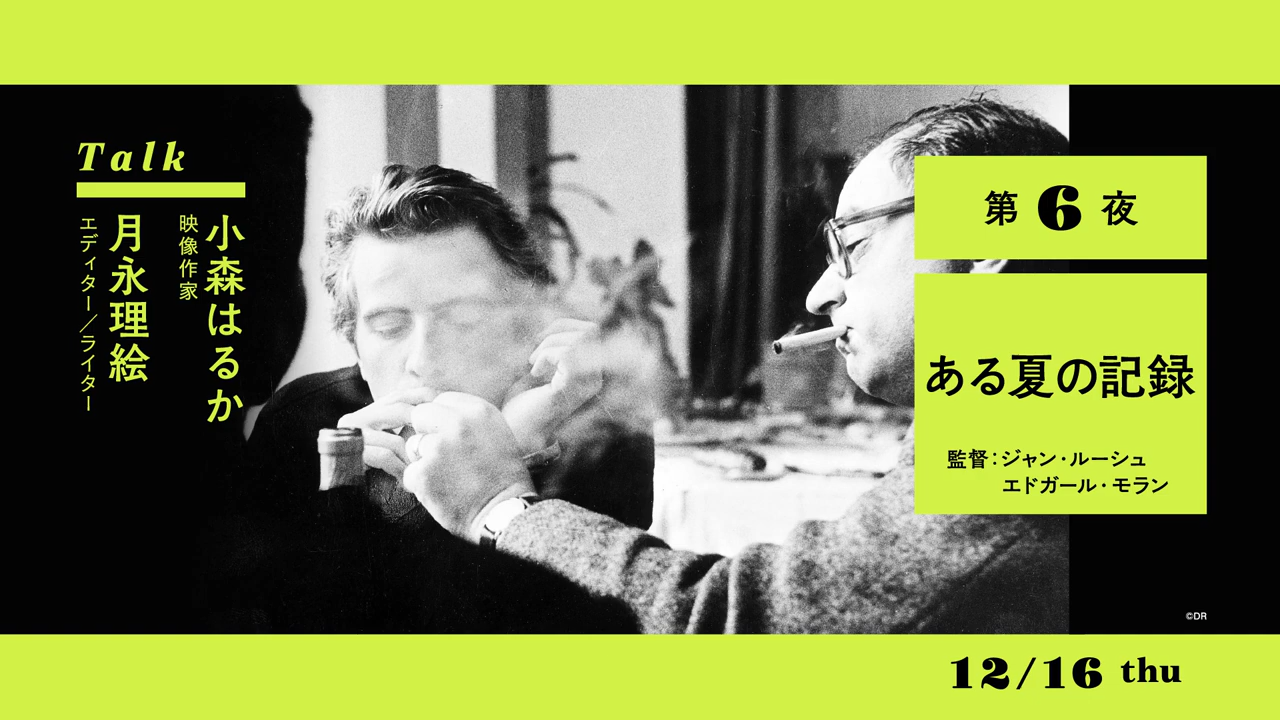 Talk
小森はるか
映像作家
月永理絵
エディター／ライター
第6夜
ある夏の記録
監督：ジャン・ルーシュ
エドガール・モラン
©DR
12/16 thu